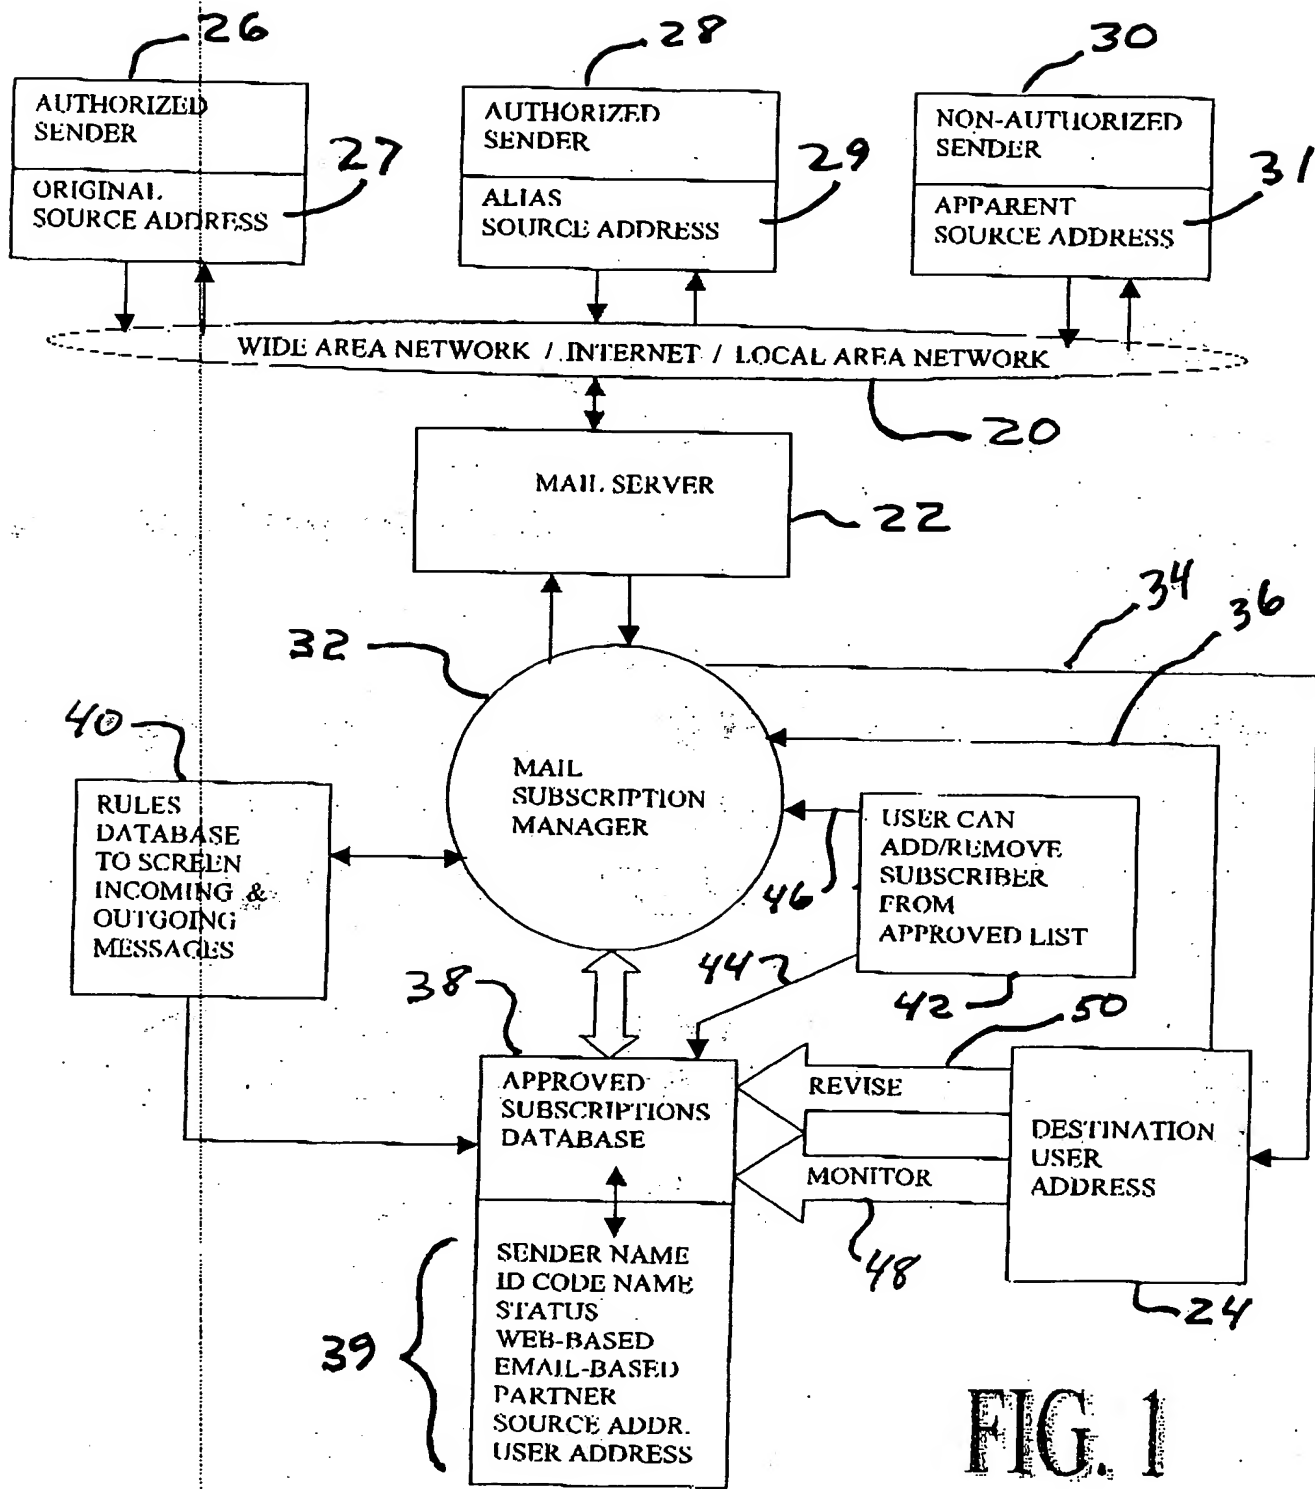 26
28
30
AUTHORIZED
SENDER
27
ORIGINAL
SOURCE ADDRESS
AUTHORIZED
SENDER
29
ALIAS
SOURCE ADDRESS
NON-AUTHORIZED
SENDER
31
APPARENT
SOURCE ADDRESS
WIDE AREA NETWORK / INTERNET / LOCAL AREA NETWORK
20
MAIL SERVER
22
34
36
32
40
MAIL
SUBSCRIPTION
MANAGER
RULES
DATABASE
TO SCREEN
INCOMING &
OUTGOING
MESSAGES
USER CAN
ADD/REMOVE
SUBSCRIBER
FROM
APPROVED LIST
46
44
42
38
50
APPROVED
SUBSCRIPTIONS
DATABASE
REVISE
MONITOR
48
DESTINATION
USER
ADDRESS
24
39
SENDER NAME
ID CODE NAME
STATUS
WEB-BASED
EMAIL-BASED
PARTNER
SOURCE ADDR.
USER ADDRESS
FIG. 1